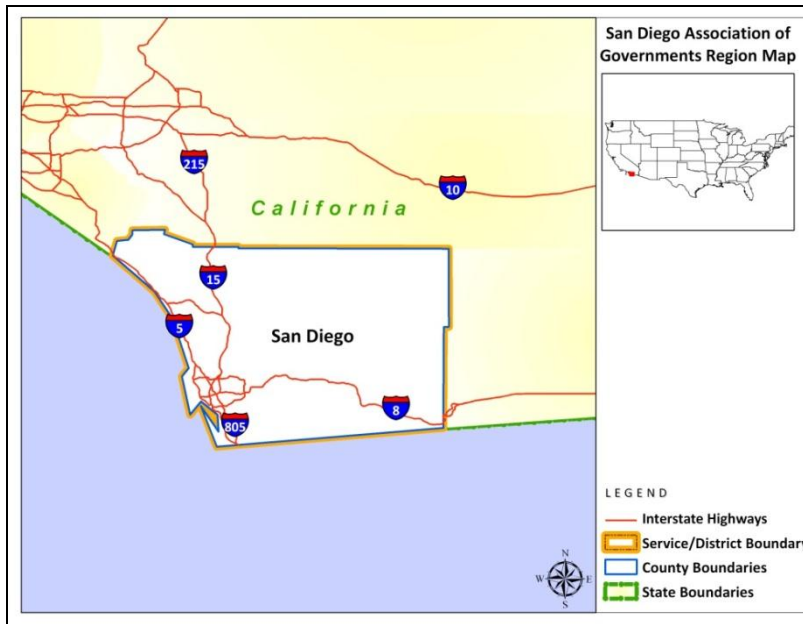 San Diego Association of
Governments Region Map
215
10
California
15
5
San Diego
8
805
N
W E
S
LEGEND
Interstate Highways
Service/District Boundary
County Boundaries
State Boundaries